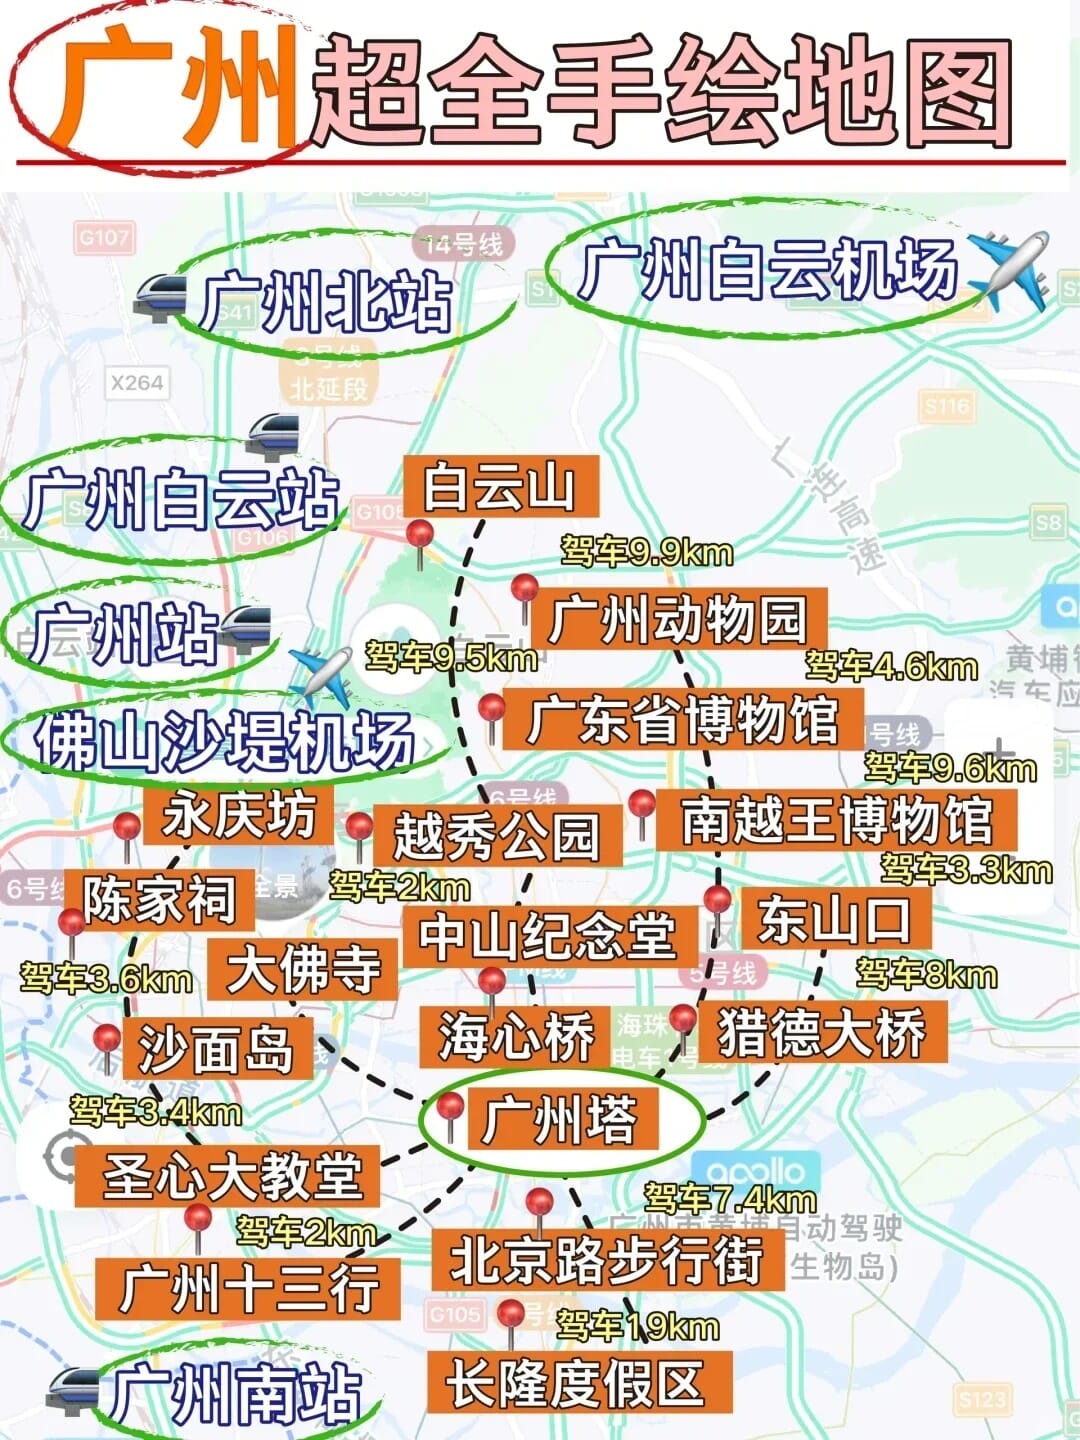 广州超全手绘地图
G107
14号线
广州白云机场
广州北站
S41
S1
3号线
北延段
X264
S116
广连高速
白云山
广州白云站
G105
G106
S8
驾车9.9km
广州动物园
广州站
驾车9.5km
驾车4.6km
广东省博物馆
佛山沙堤机场
驾车9.6km
永庆坊
6号线
越秀公园
南越王博物馆
驾车3.3km
6号线
全景
驾车2km
陈家祠
中山纪念堂
东山口
大佛寺
5号线
驾车3.6km
驾车8km
沙面岛
海心桥
海珠
电车1号线
猎德大桥
驾车3.4km
广州塔
圣心大教堂
apollo
驾车7.4km
广州市黄埔自动驾驶
生物岛)
驾车2km
北京路步行街
广州十三行
G105
号线
驾车19km
广州南站
长隆度假区
S123